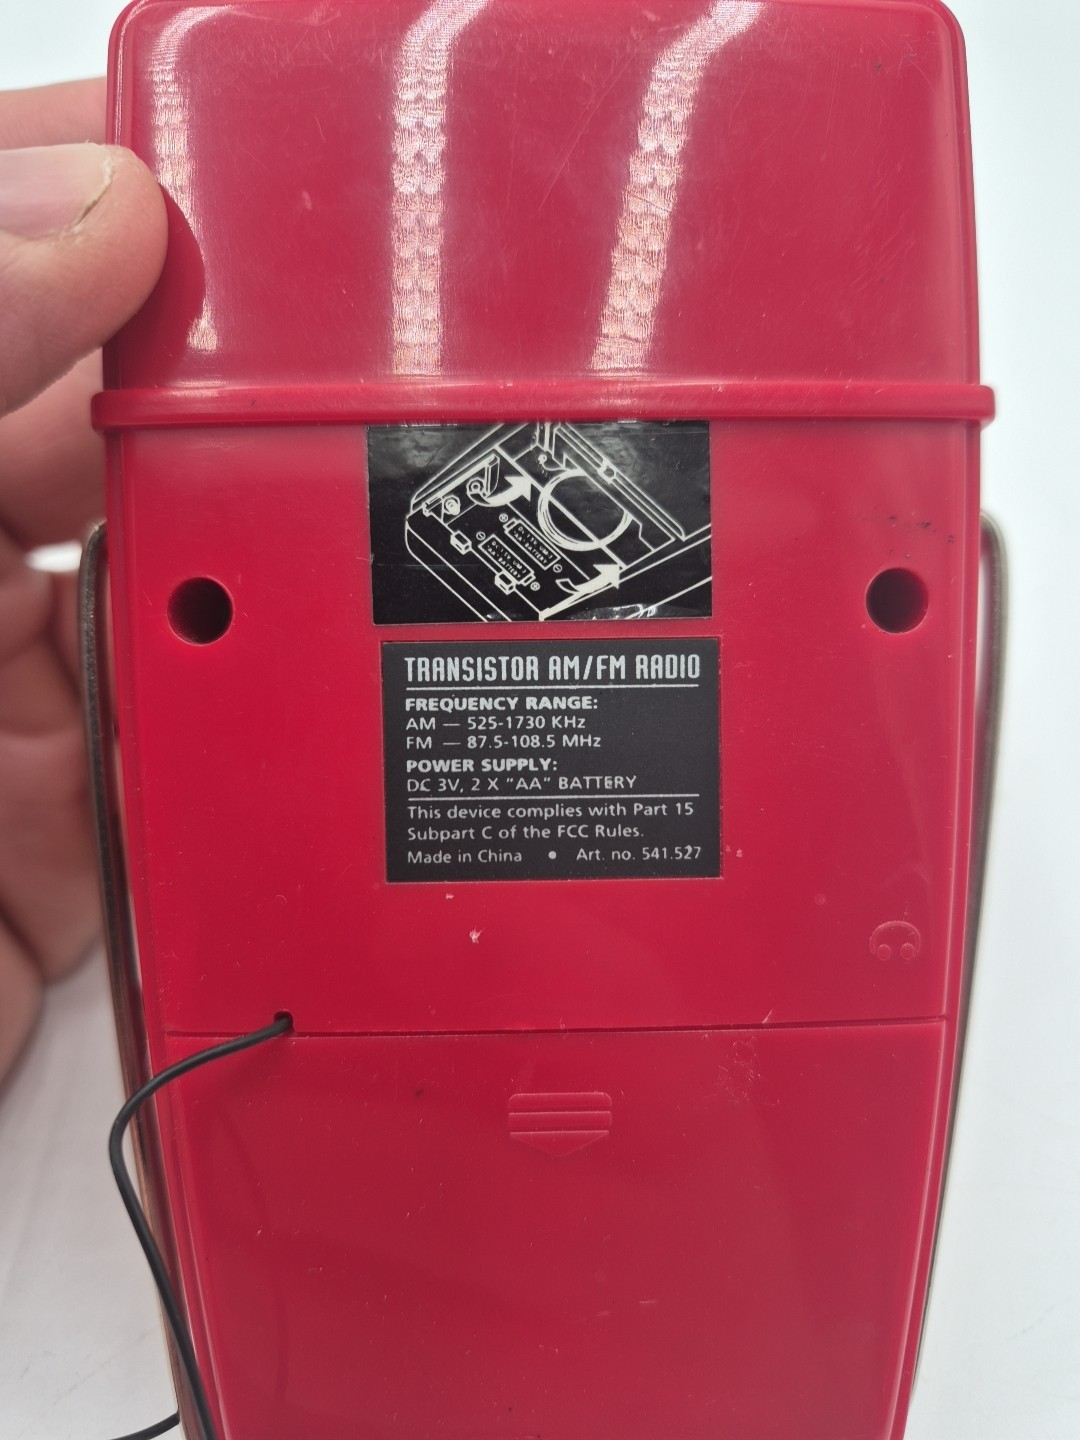 TRANSISTOR AM/FM RADIO
FREQUENCY RANGE:
AM — 525-1730 KHz
FM — 87.5-108.5 MHz
POWER SUPPLY:
DC 3V, 2 X "AA" BATTERY
This device complies with Part 15
Subpart C of the FCC Rules.
Made in China • Art. no. 541.527